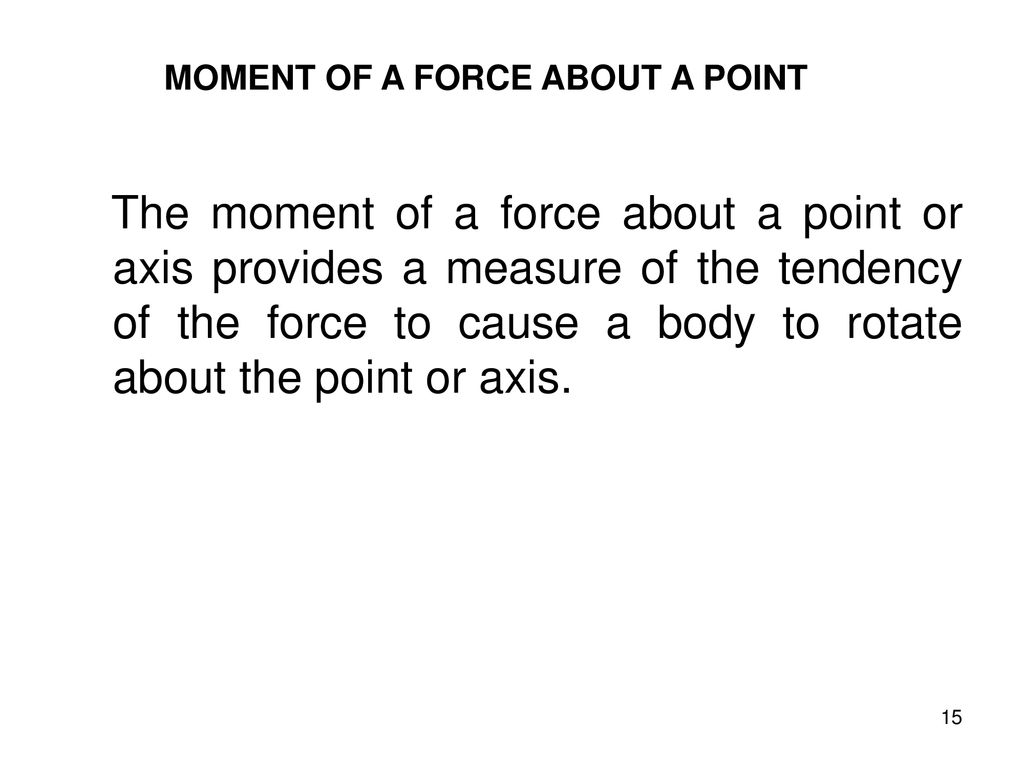 MOMENT OF A FORCE ABOUT A POINT
The moment of a force about a point or
axis provides a measure of the tendency
of the force to cause a body to rotate
about the point or axis.
15